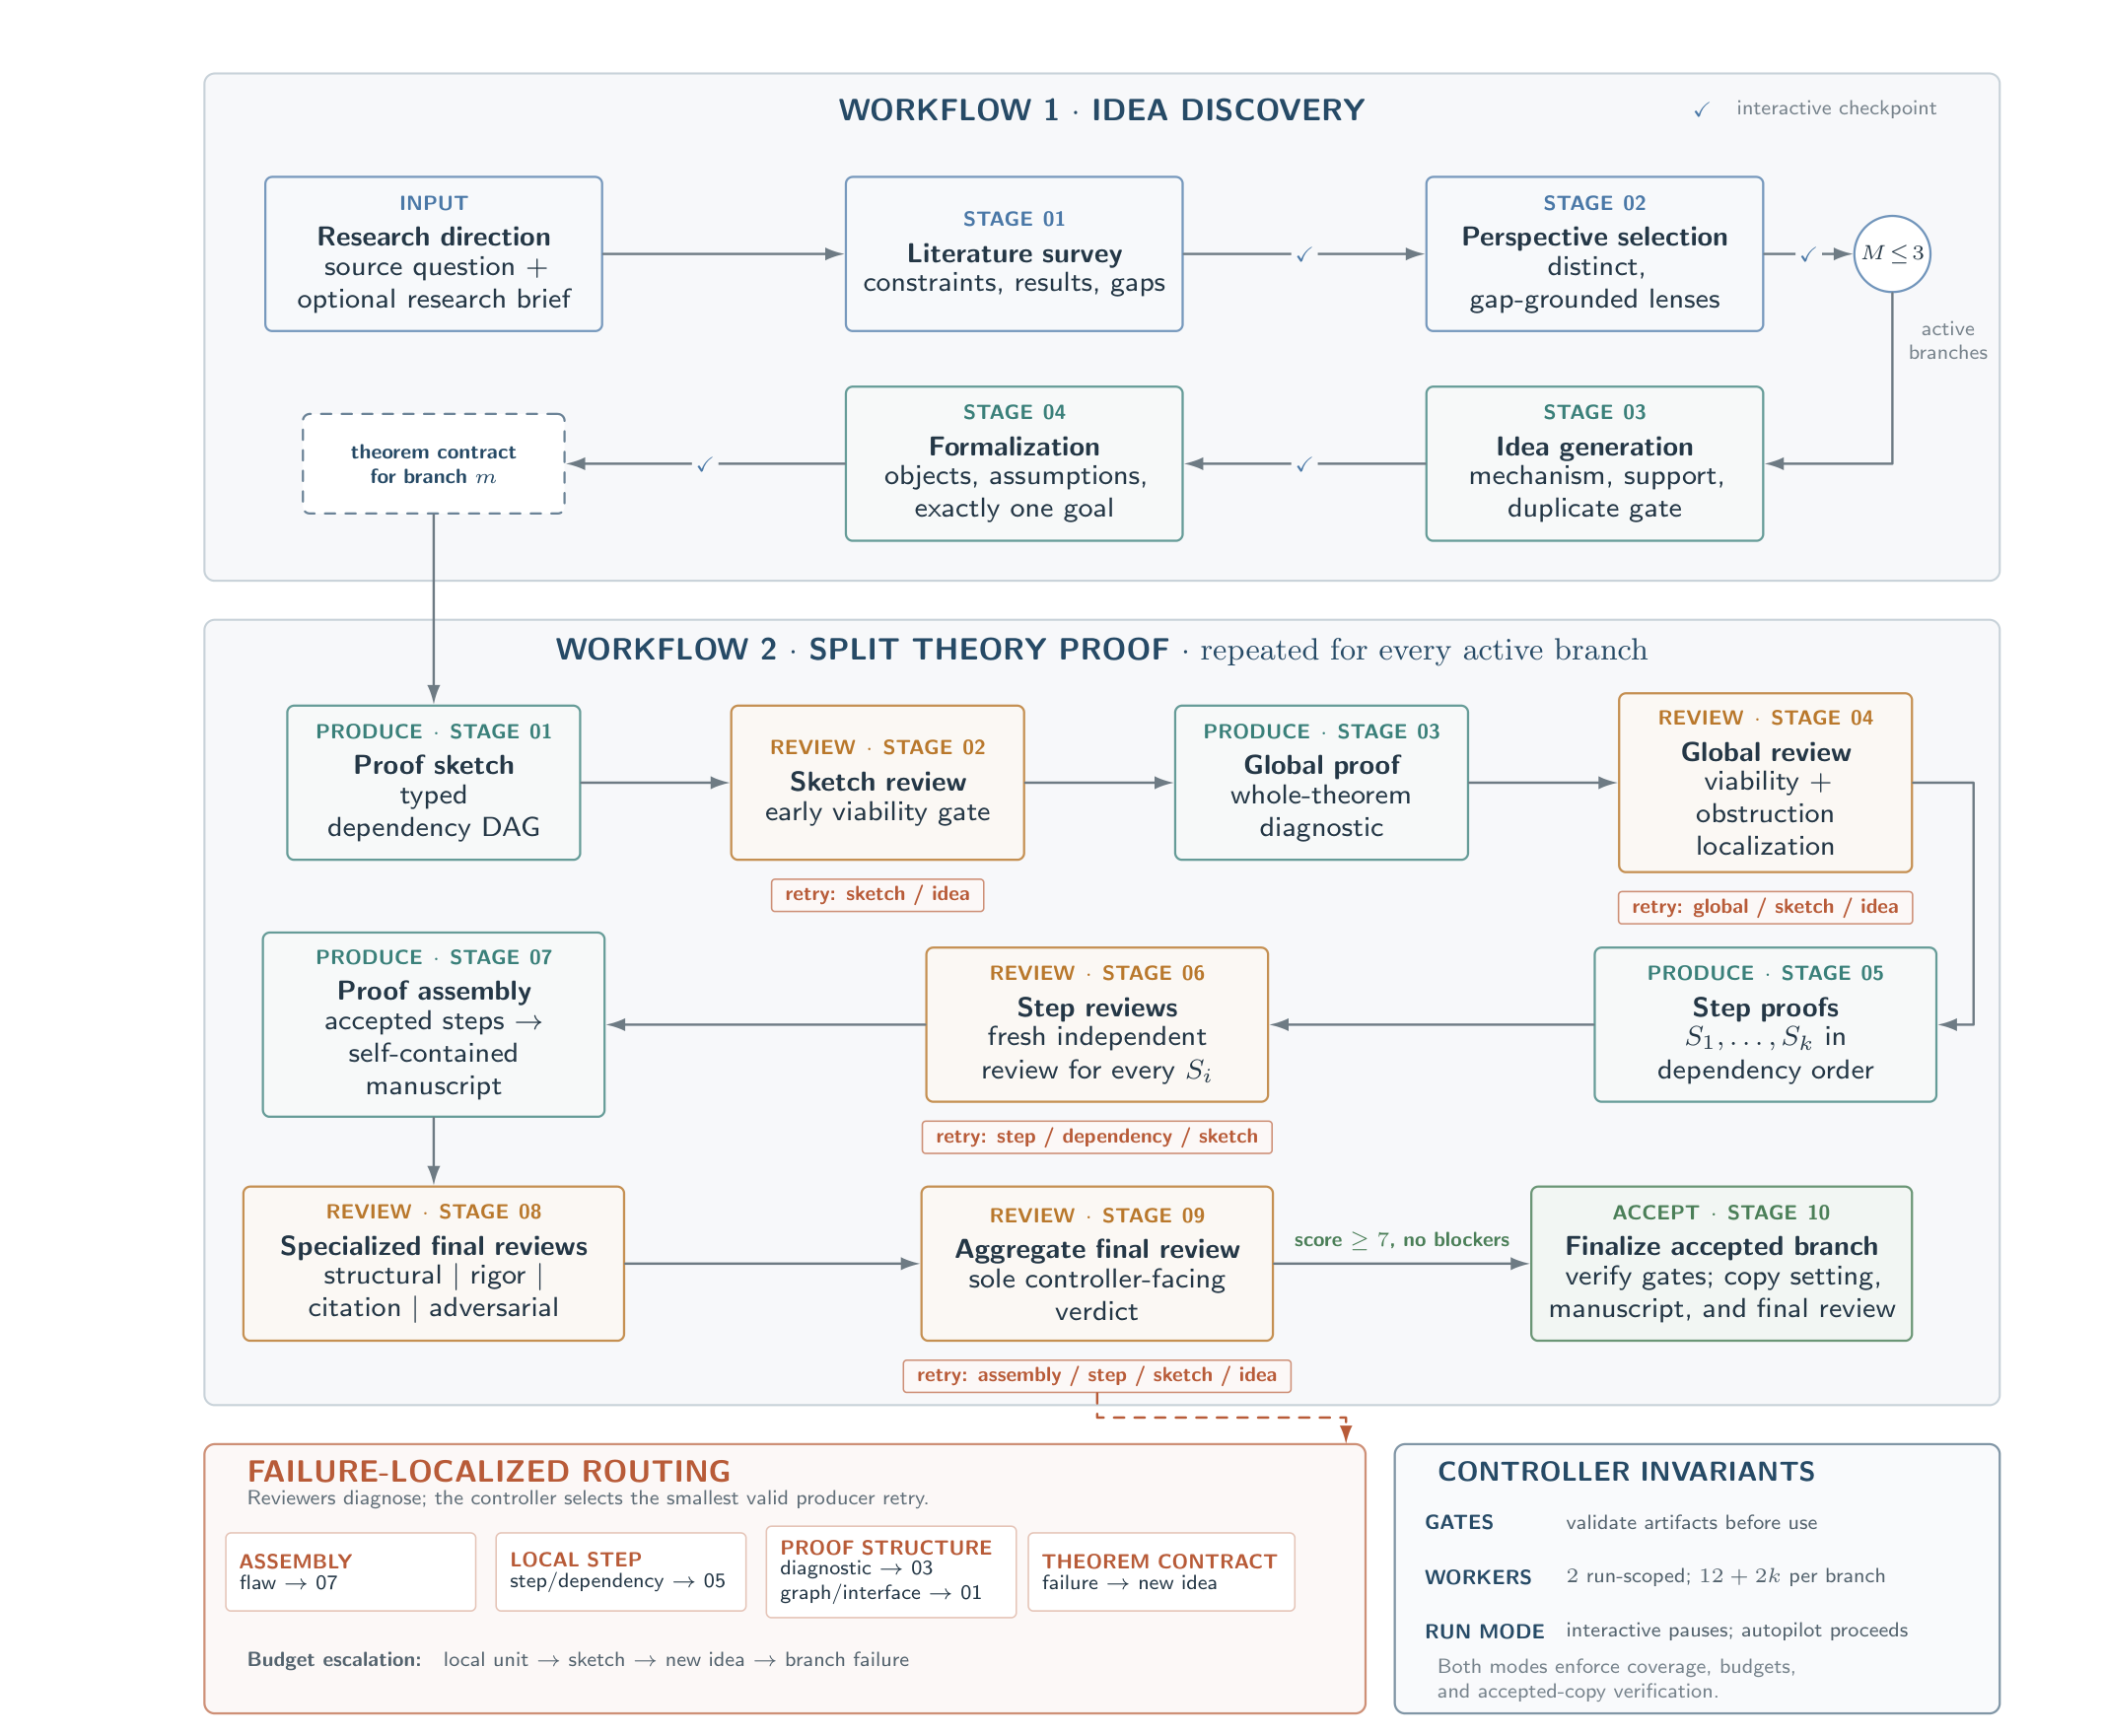 WORKFLOW 1 · IDEA DISCOVERY
✓ interactive checkpoint
INPUT
Research direction
source question +
optional research brief
STAGE 01
Literature survey
constraints, results, gaps
✓
STAGE 02
Perspective selection
distinct,
gap-grounded lenses
✓
M ≤ 3
active
branches
STAGE 03
Idea generation
mechanism, support,
duplicate gate
✓
STAGE 04
Formalization
objects, assumptions,
exactly one goal
✓
theorem contract
for branch m
WORKFLOW 2 · SPLIT THEORY PROOF · repeated for every active branch
PRODUCE · STAGE 01
Proof sketch
typed
dependency DAG
REVIEW · STAGE 02
Sketch review
early viability gate
retry: sketch / idea
PRODUCE · STAGE 03
Global proof
whole-theorem
diagnostic
REVIEW · STAGE 04
Global review
viability +
obstruction
localization
retry: global / sketch / idea
PRODUCE · STAGE 05
Step proofs
S₁, . . . , Sₖ in
dependency order
REVIEW · STAGE 06
Step reviews
fresh independent
review for every Sᵢ
retry: step / dependency / sketch
PRODUCE · STAGE 07
Proof assembly
accepted steps →
self-contained
manuscript
REVIEW · STAGE 08
Specialized final reviews
structural | rigor |
citation | adversarial
REVIEW · STAGE 09
Aggregate final review
sole controller-facing
verdict
retry: assembly / step / sketch / idea
score ≥ 7, no blockers
ACCEPT · STAGE 10
Finalize accepted branch
verify gates; copy setting,
manuscript, and final review
FAILURE-LOCALIZED ROUTING
Reviewers diagnose; the controller selects the smallest valid producer retry.
ASSEMBLY
flaw → 07
LOCAL STEP
step/dependency → 05
PROOF STRUCTURE
diagnostic → 03
graph/interface → 01
THEOREM CONTRACT
failure → new idea
Budget escalation: local unit → sketch → new idea → branch failure
CONTROLLER INVARIANTS
GATES validate artifacts before use
WORKERS 2 run-scoped; 12 + 2k per branch
RUN MODE interactive pauses; autopilot proceeds
Both modes enforce coverage, budgets,
and accepted-copy verification.